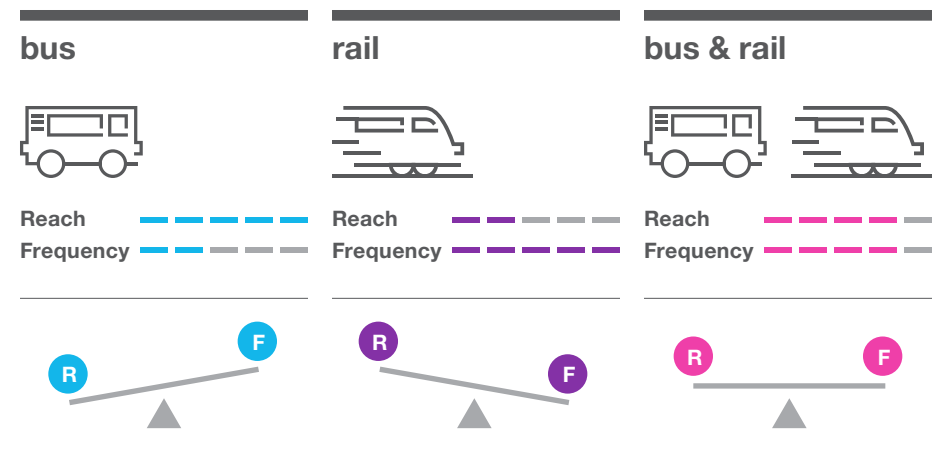 bus
Reach
Frequency
R
F
rail
Reach
Frequency
R
F
bus & rail
Reach
Frequency
R
F